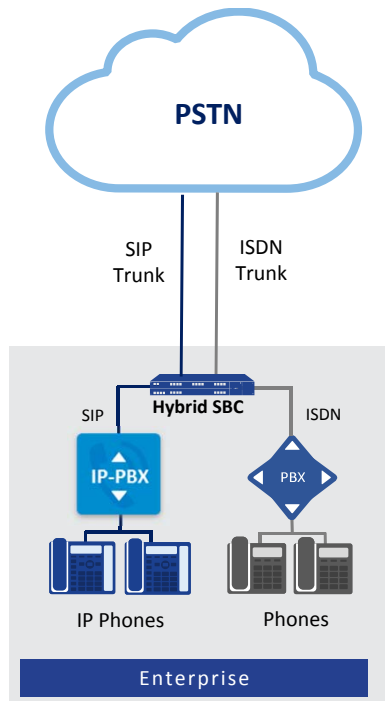 PSTN
SIP
Trunk
ISDN
Trunk
Hybrid SBC
SIP
ISDN
IP-PBX
PBX
IP Phones
Phones
Enterprise